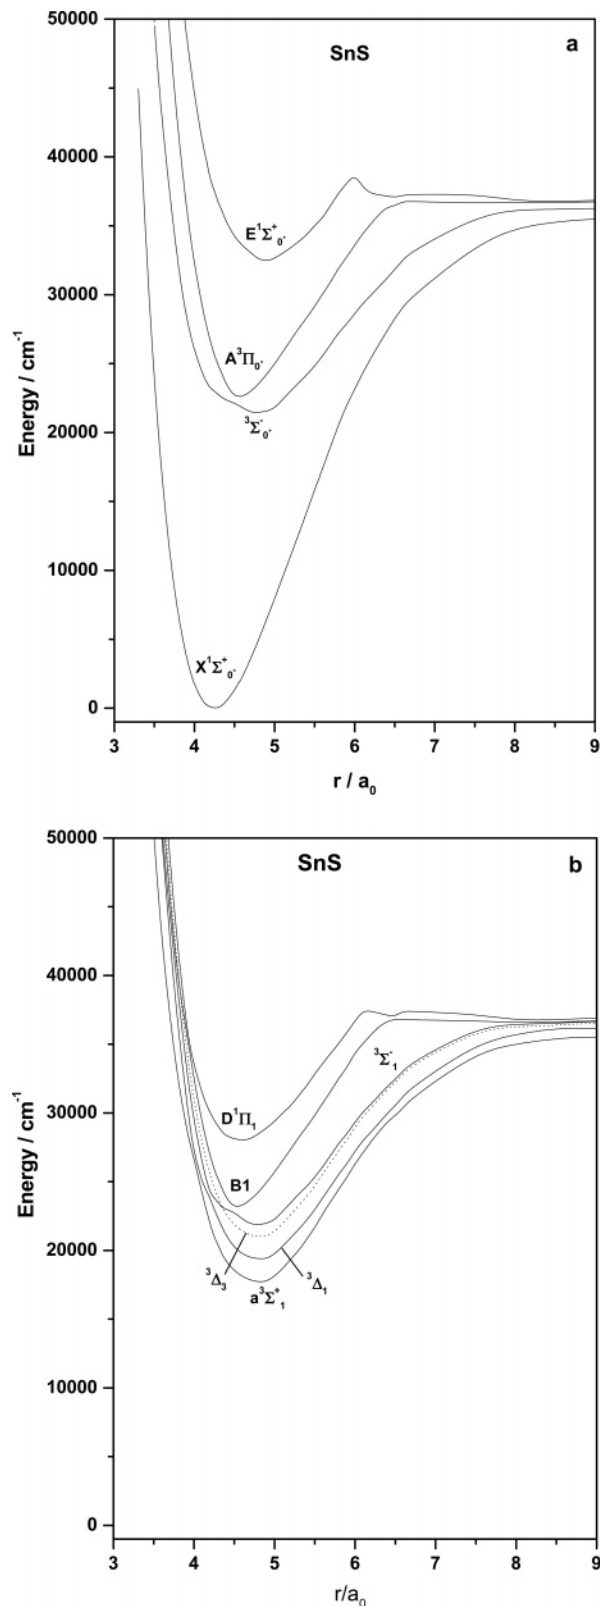 50000
SnS
a
40000
E¹Σ⁺₀₊
30000
A³Π₀₊
³Σ⁻₀₊
20000
10000
X¹Σ⁺₀₊
0
Energy / cm⁻¹
3 4 5 6 7 8 9
r / a₀
50000
SnS
b
40000
³Σ⁻₁
D¹Π₁
30000
B1
20000
³Δ₃
³Δ₁
a³Σ⁺₁
10000
0
Energy / cm⁻¹
3 4 5 6 7 8 9
r/a₀